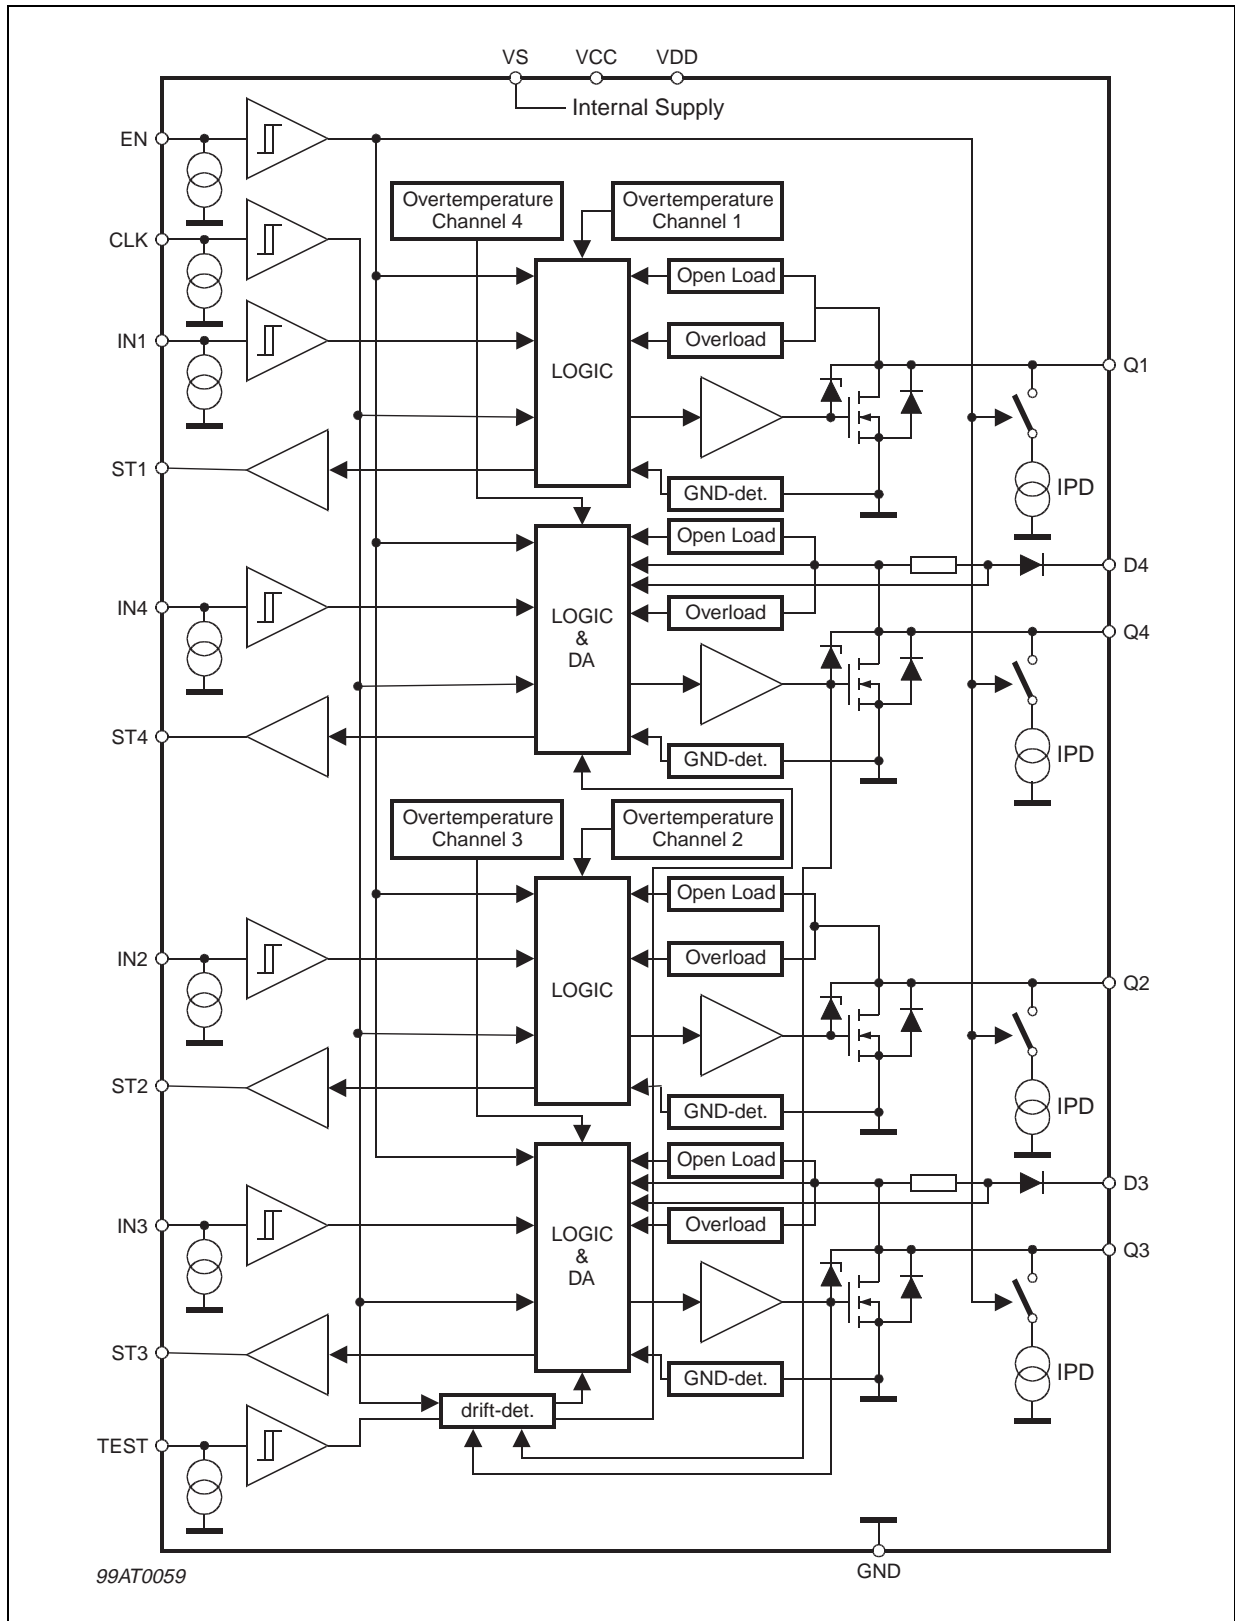 VS VCC VDD
Internal Supply
EN
Overtemperature
Channel 4
Overtemperature
Channel 1
CLK
Open Load
IN1
Overload
LOGIC
Q1
ST1
GND-det.
IPD
Open Load
D4
IN4
Overload
LOGIC
&
DA
Q4
ST4
GND-det.
IPD
Overtemperature
Channel 3
Overtemperature
Channel 2
Open Load
IN2
Overload
LOGIC
Q2
ST2
GND-det.
IPD
Open Load
D3
IN3
Overload
LOGIC
&
DA
Q3
ST3
GND-det.
IPD
drift-det.
TEST
GND
99AT0059